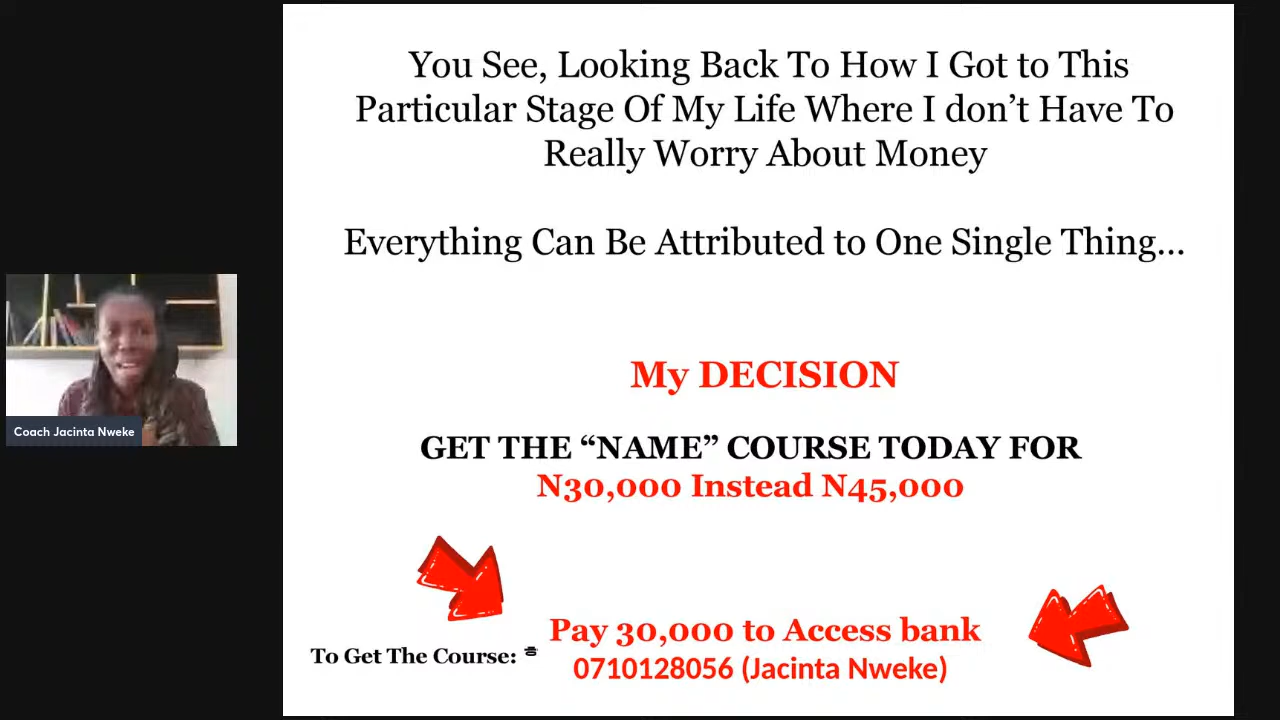 You See, Looking Back To How I Got to This
Particular Stage Of My Life Where I don’t Have To
Really Worry About Money
Everything Can Be Attributed to One Single Thing...
My DECISION
GET THE “NAME” COURSE TODAY FOR
N30,000 Instead N45,000
Pay 30,000 to Access bank
To Get The Course: ㅎ
0710128056 (Jacinta Nweke)
Coach Jacinta Nweke